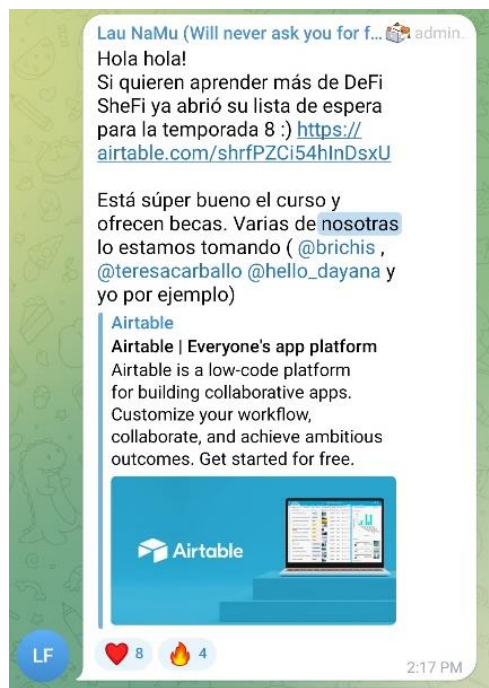 Lau NaMu (Will never ask you for f... admin.
Hola hola!
Si quieren aprender más de DeFi
SheFi ya abrió su lista de espera
para la temporada 8 :) https://
airtable.com/shrfPZCi54hInDsxU
Está súper bueno el curso y
ofrecen becas. Varias de nosotras
lo estamos tomando ( @brichis ,
@teresacarballo @hello_dayana y
yo por ejemplo)
Airtable
Airtable | Everyone's app platform
Airtable is a low-code platform
for building collaborative apps.
Customize your workflow,
collaborate, and achieve ambitious
outcomes. Get started for free.
Airtable
LF
8
4
2:17 PM